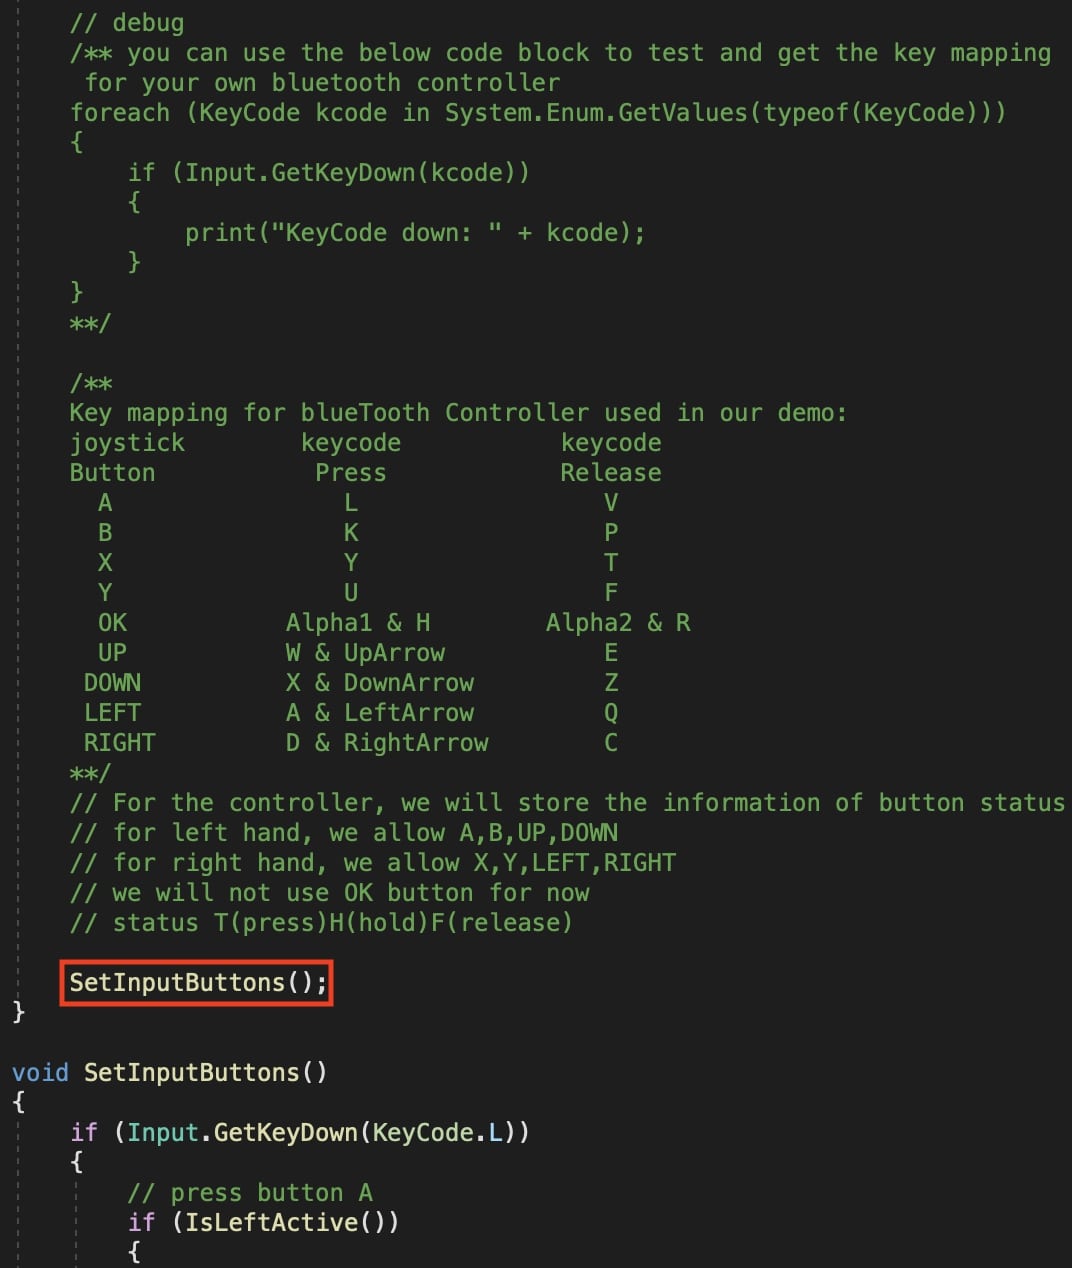 // debug
/** you can use the below code block to test and get the key mapping
for your own bluetooth controller
foreach (KeyCode kcode in System.Enum.GetValues(typeof(KeyCode)))
{
if (Input.GetKeyDown(kcode))
{
print("KeyCode down: " + kcode);
}
}
**/
/**
Key mapping for blueTooth Controller used in our demo:
joystick keycode keycode
Button Press Release
A L V
B K P
X Y T
Y U F
OK Alpha1 & H Alpha2 & R
UP W & UpArrow E
DOWN X & DownArrow Z
LEFT A & LeftArrow Q
RIGHT D & RightArrow C
**/
// For the controller, we will store the information of button status
// for left hand, we allow A,B,UP,DOWN
// for right hand, we allow X,Y,LEFT,RIGHT
// we will not use OK button for now
// status T(press)H(hold)F(release)
SetInputButtons();
}
void SetInputButtons()
{
if (Input.GetKeyDown(KeyCode.L))
{
// press button A
if (IsLeftActive())
{